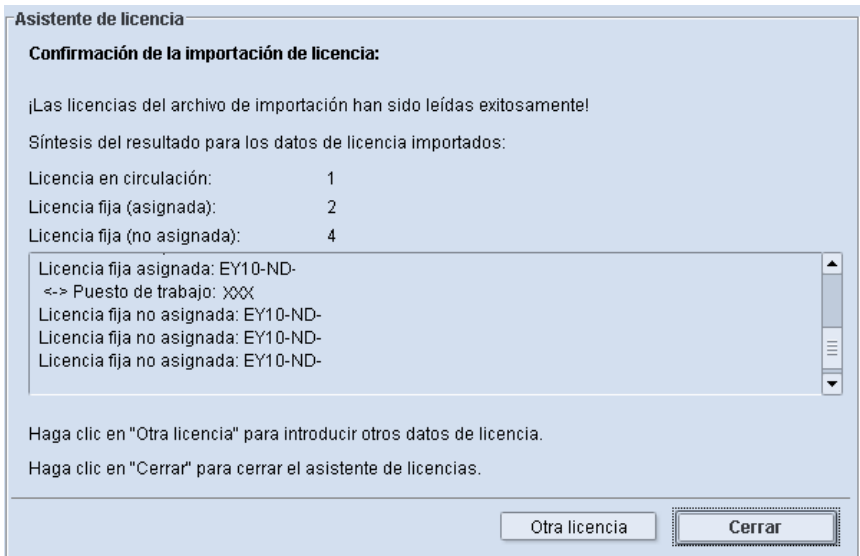 Asistente de licencia
Confirmación de la importación de licencia:
¡Las licencias del archivo de importación han sido leídas exitosamente!
Síntesis del resultado para los datos de licencia importados:
Licencia en circulación: 1
Licencia fija (asignada): 2
Licencia fija (no asignada): 4
Licencia fija asignada: EY10-ND-
<-> Puesto de trabajo: XXX
Licencia fija no asignada: EY10-ND-
Licencia fija no asignada: EY10-ND-
Licencia fija no asignada: EY10-ND-
Haga clic en "Otra licencia" para introducir otros datos de licencia.
Haga clic en "Cerrar" para cerrar el asistente de licencias.
Otra licencia Cerrar